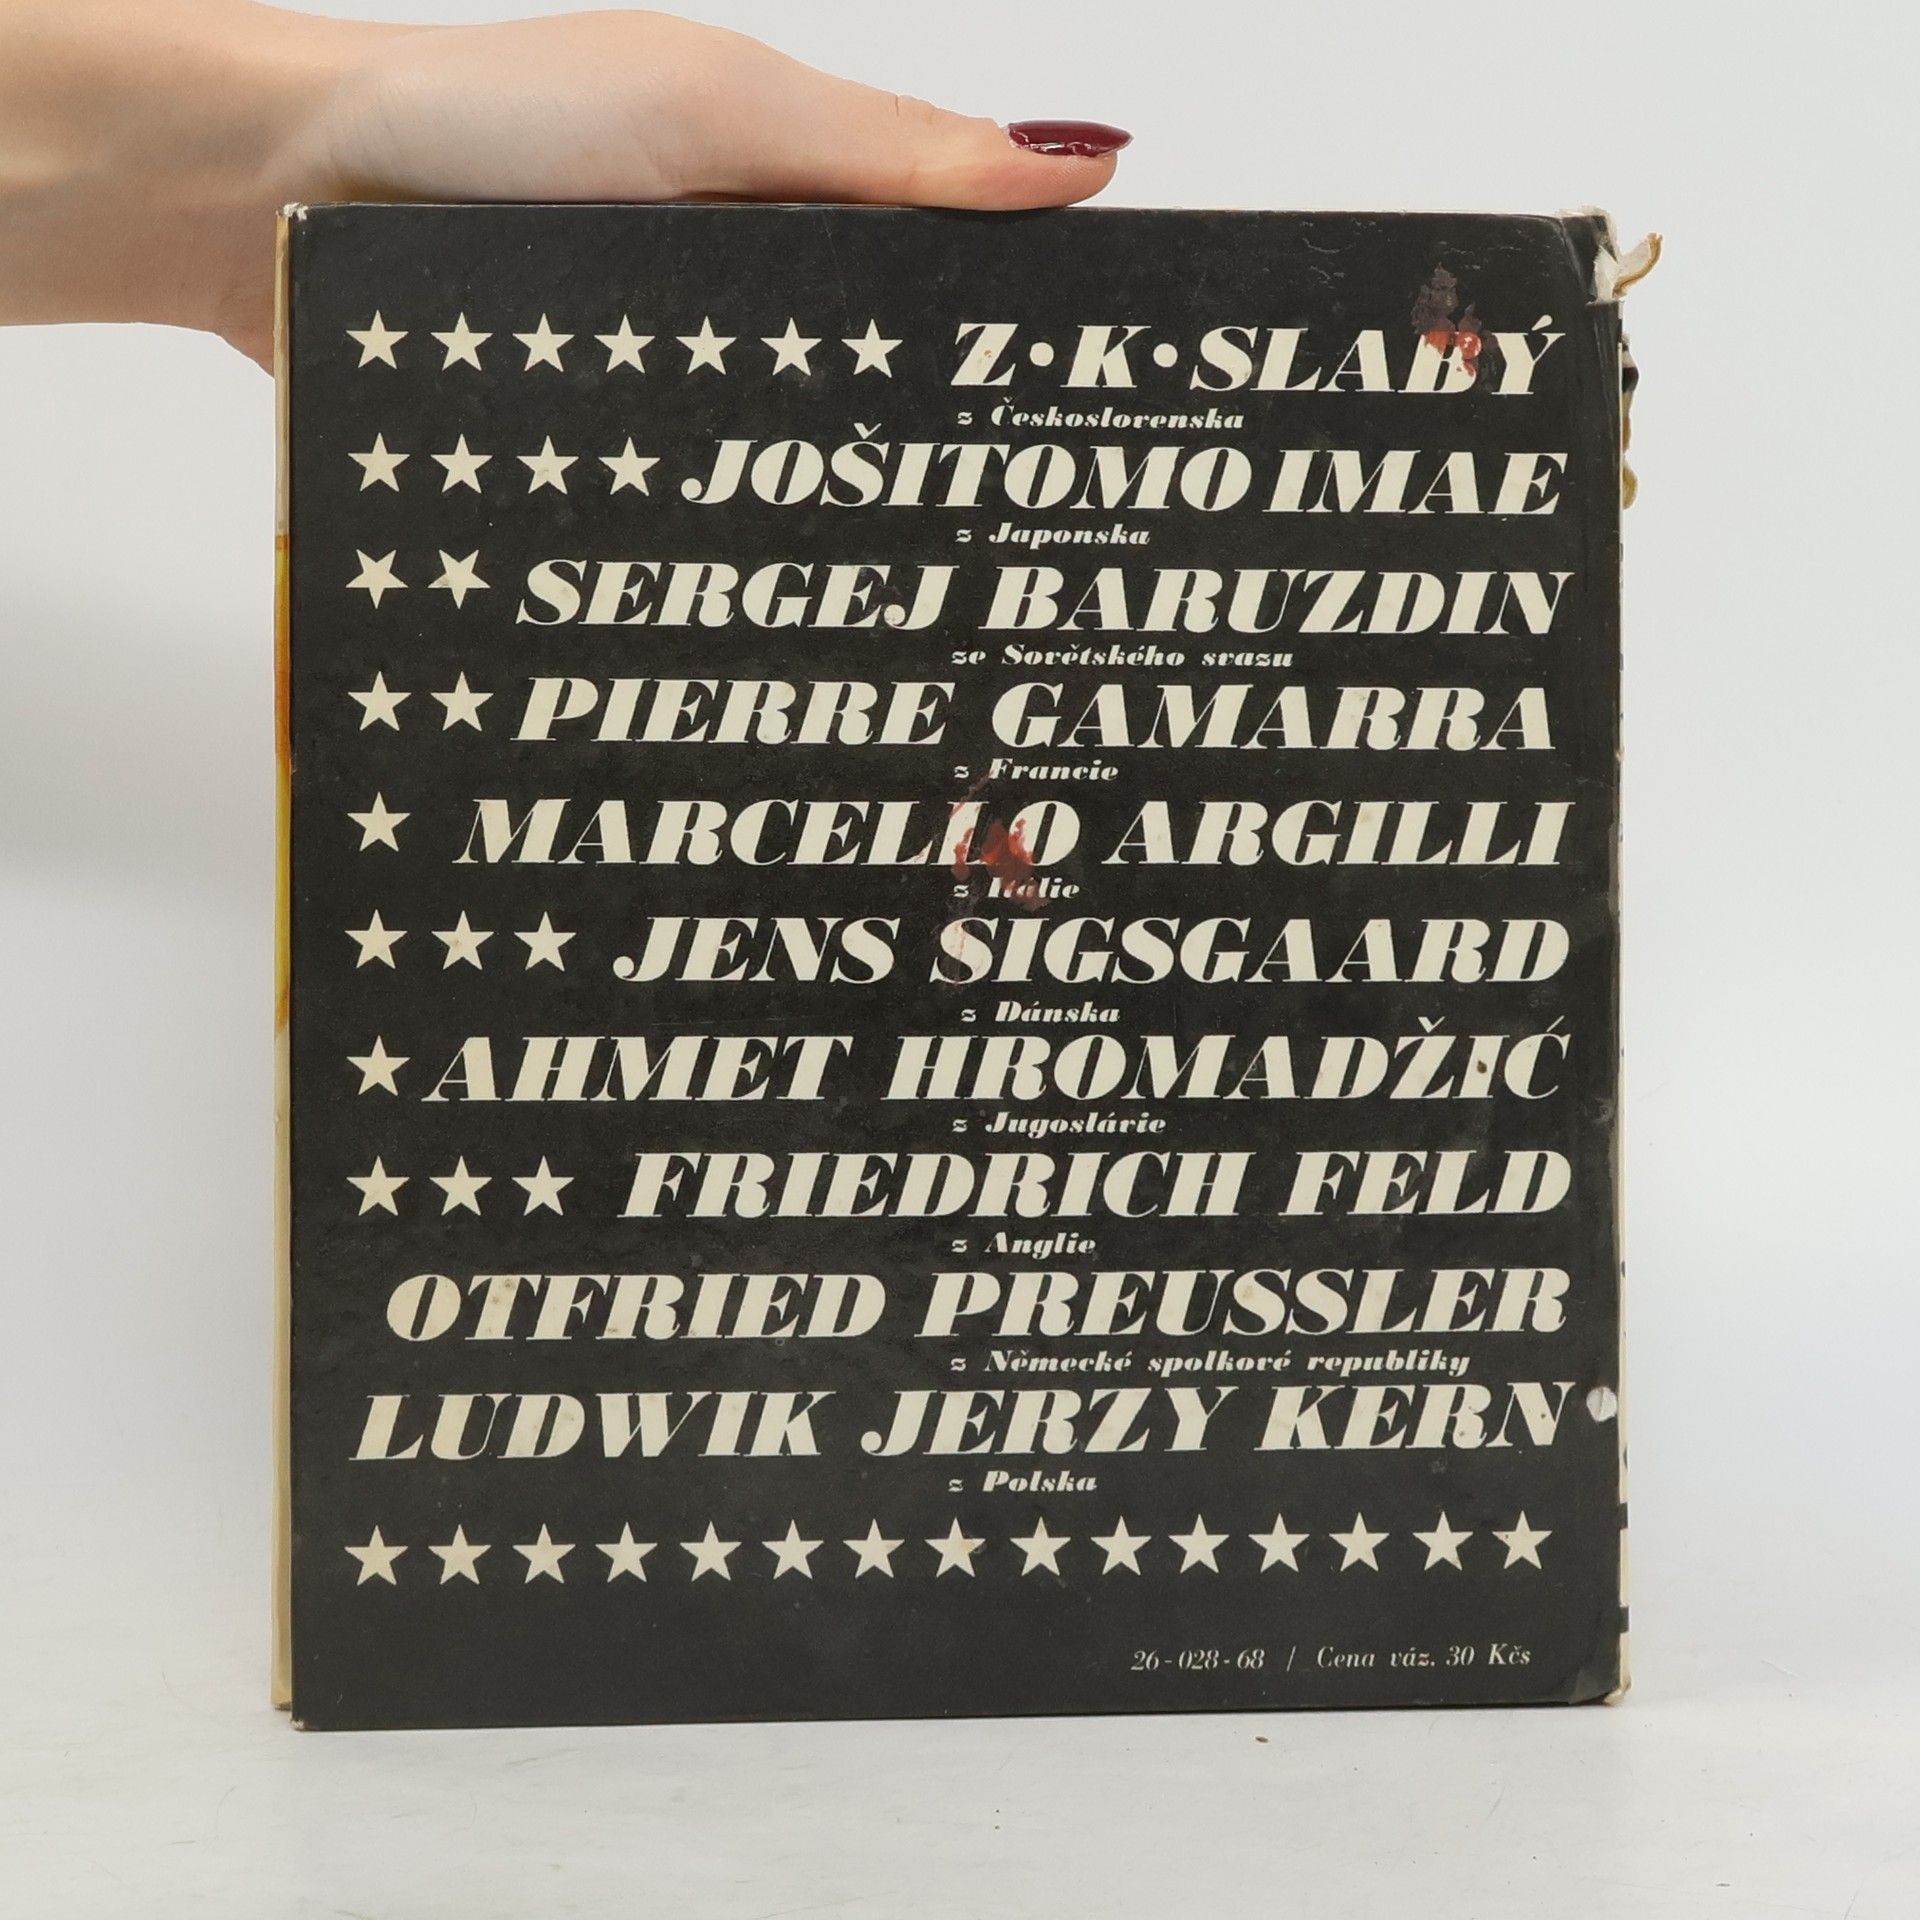 Z·K·SLABÝ
z Československa
JOŠITOMO IMAE
z Japonska
SERGEJ BARUZDIN
ze Sovětského svazu
PIERRE GAMARRA
z Francie
MARCELLO ARGILLI
z Itálie
JENS SIGSGAARD
z Dánska
AHMET HROMADŽIĆ
z Jugoslávie
FRIEDRICH FELD
z Anglie
OTFRIED PREUSSLER
z Německé spolkové republiky
LUDWIK JERZY KERN
z Polska
26-028-68 / Cena váz. 30 Kčs